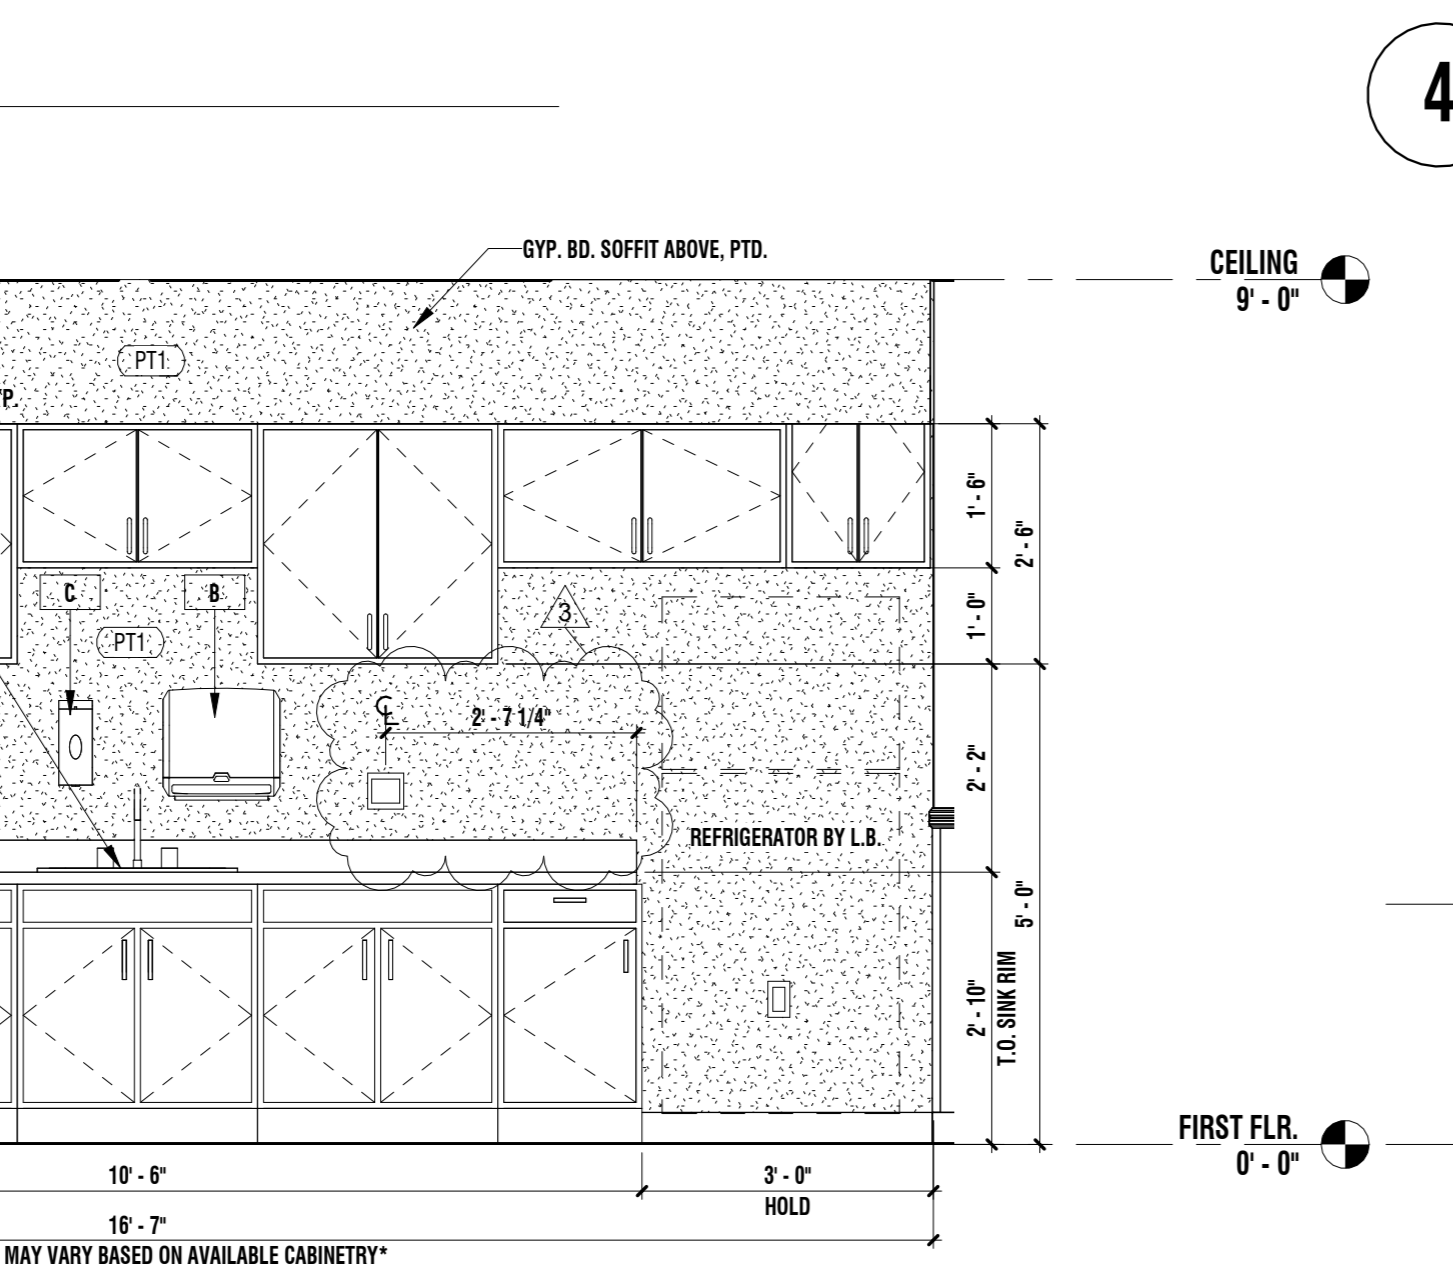 4
GYP. BD. SOFFIT ABOVE, PTD.
CEILING
9' - 0"
PT1
YP.
1' - 6"
2' - 6"
C
B
3
1' - 0"
PT1
℄
2' - 7 1/4"
2' - 2"
REFRIGERATOR BY L.B.
5' - 0"
2' - 10"
T.O. SINK RIM
FIRST FLR.
0' - 0"
10' - 6"
3' - 0"
HOLD
16' - 7"
MAY VARY BASED ON AVAILABLE CABINETRY*